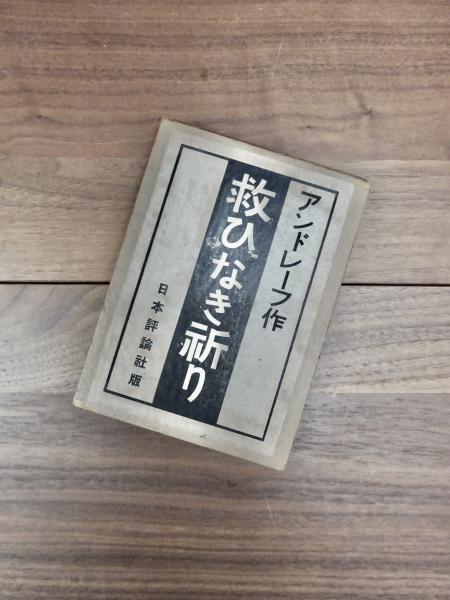 アンドレーフ作
救ひなき祈り
日本評論社版